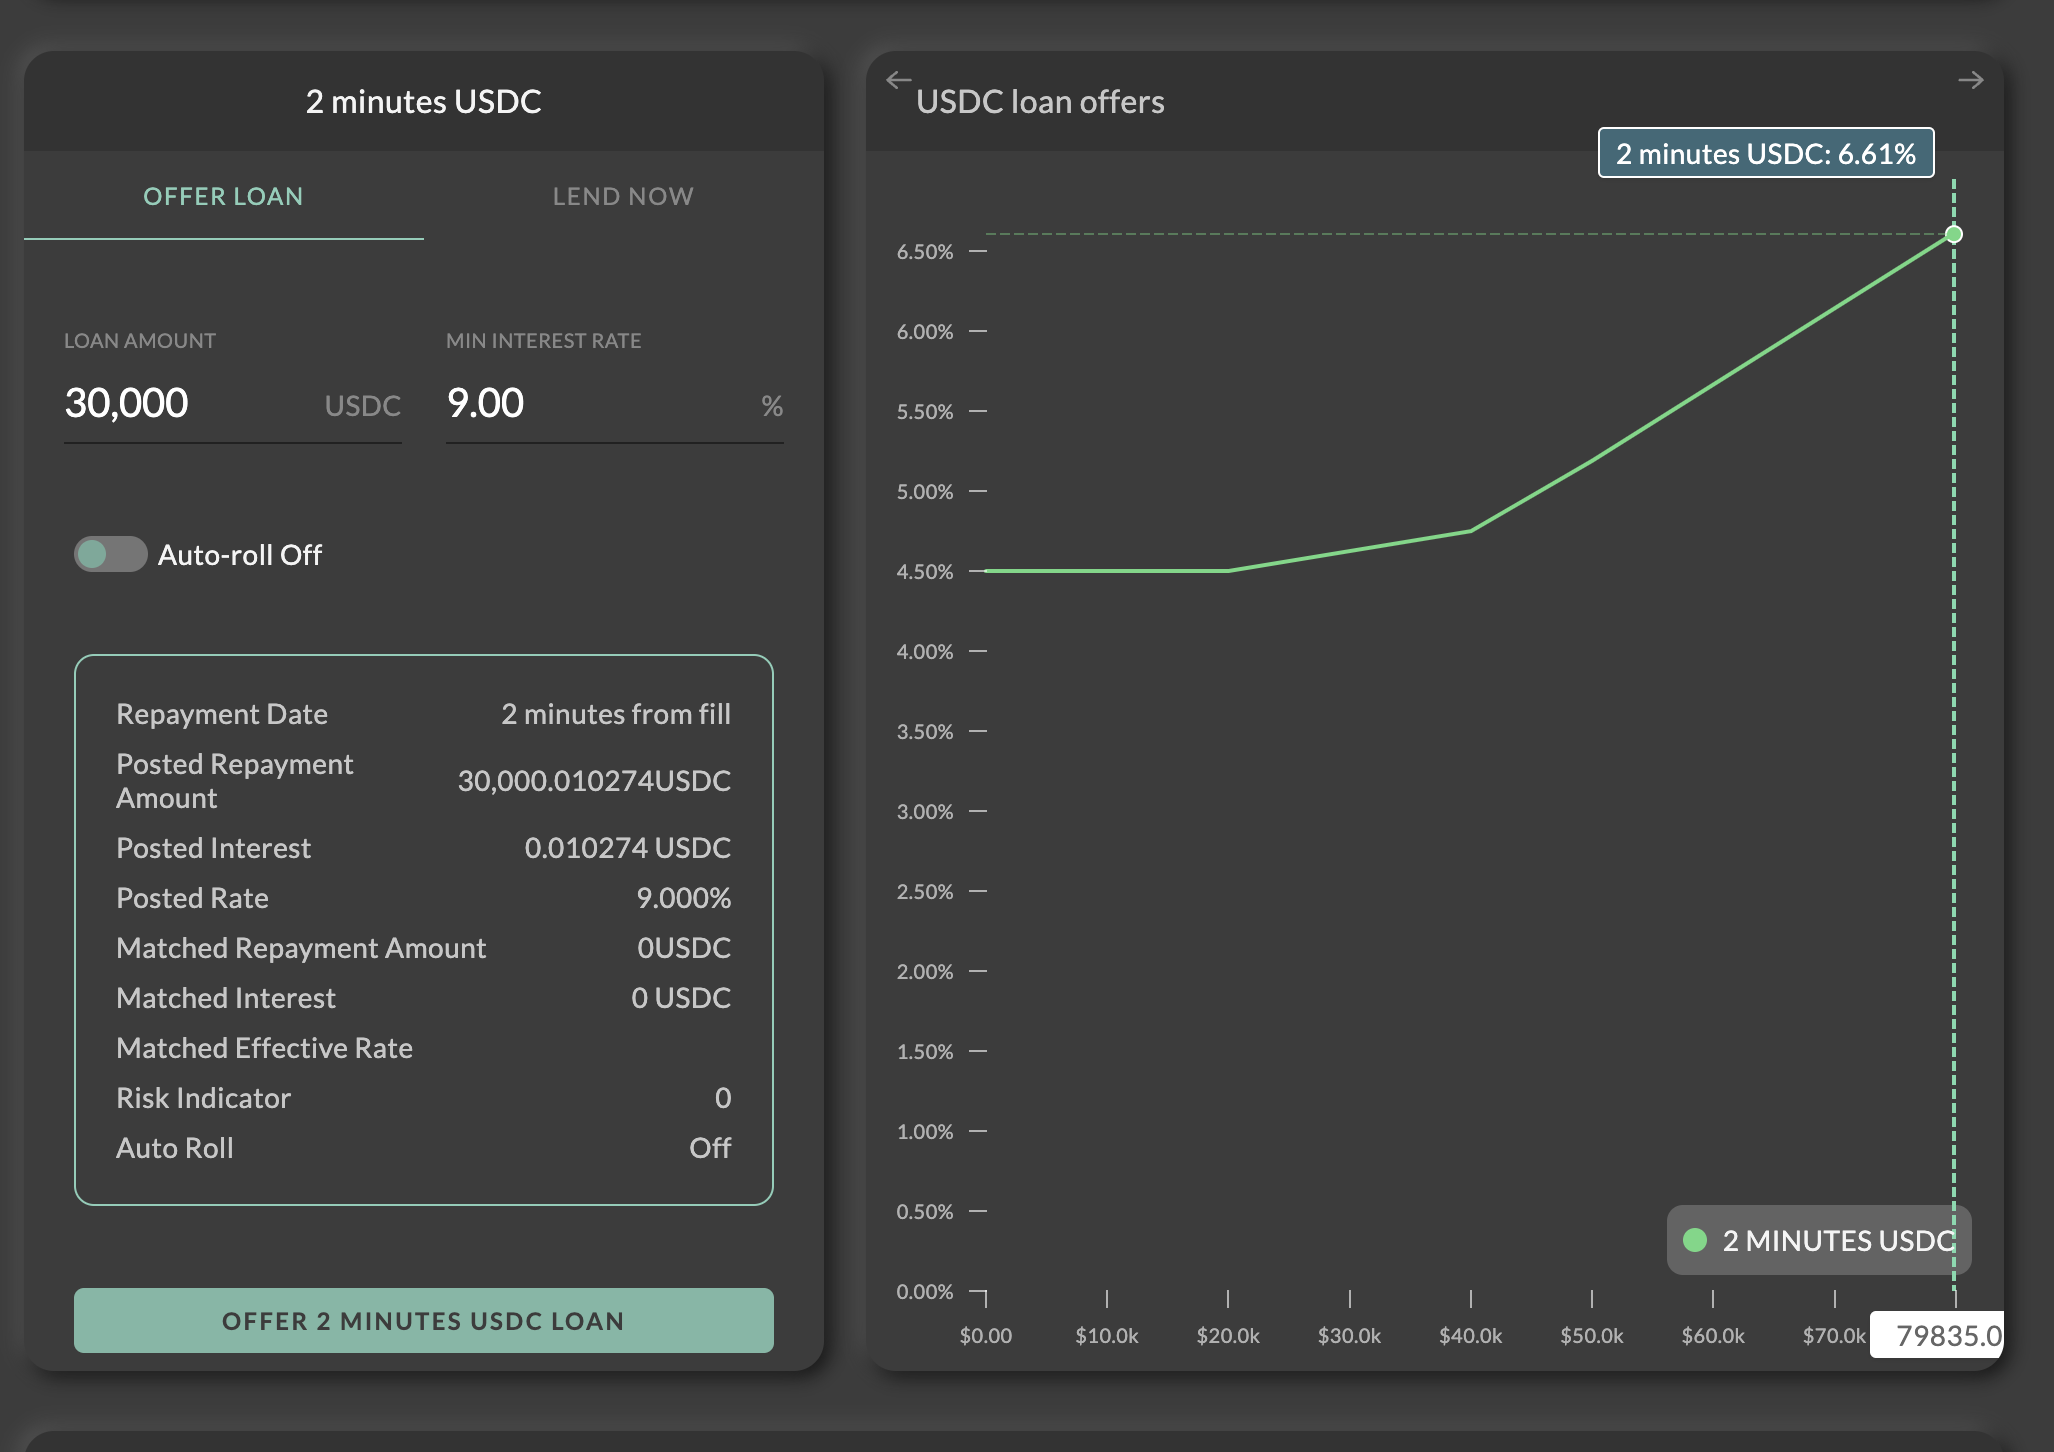 2 minutes USDC
OFFER LOAN
LEND NOW
LOAN AMOUNT
30,000 USDC
MIN INTEREST RATE
9.00 %
Auto-roll Off
Repayment Date 2 minutes from fill
Posted Repayment
Amount
30,000.010274USDC
Posted Interest 0.010274 USDC
Posted Rate 9.000%
Matched Repayment Amount 0USDC
Matched Interest 0 USDC
Matched Effective Rate
Risk Indicator 0
Auto Roll Off
OFFER 2 MINUTES USDC LOAN
USDC loan offers
2 minutes USDC: 6.61%
6.50%
6.00%
5.50%
5.00%
4.50%
4.00%
3.50%
3.00%
2.50%
2.00%
1.50%
1.00%
0.50%
0.00%
2 MINUTES USDC
$0.00 $10.0k $20.0k $30.0k $40.0k $50.0k $60.0k $70.0k 79835.0